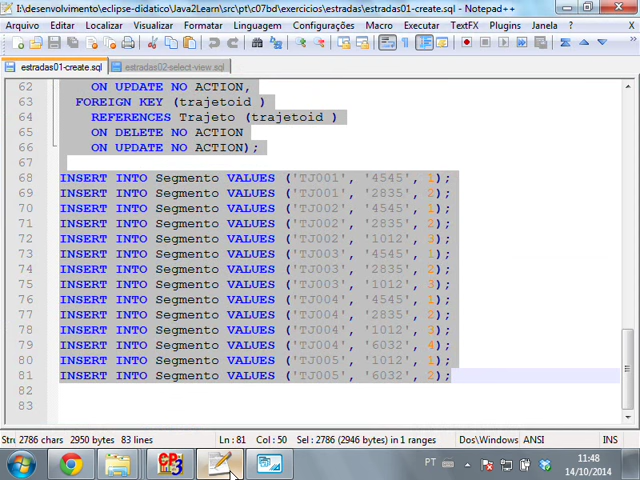 I:\desenvolvimento\eclipse-didatico\Java2Learn\src\pt\c07bd\exercicios\estradas\estradas01-create.sql - Notepad++
Arquivo Editar Localizar Visualizar Formatar Linguagem Configurações Macro Executar TextFX Plugins Janela ? X
estradas01-create.sql estradas02-select-view.sql
62 ON UPDATE NO ACTION,
63 FOREIGN KEY (trajetoid )
64 REFERENCES Trajeto (trajetoid )
65 ON DELETE NO ACTION
66 ON UPDATE NO ACTION);
67
68 INSERT INTO Segmento VALUES ('TJ001', '4545', 1);
69 INSERT INTO Segmento VALUES ('TJ001', '2835', 2);
70 INSERT INTO Segmento VALUES ('TJ002', '4545', 1);
71 INSERT INTO Segmento VALUES ('TJ002', '2835', 2);
72 INSERT INTO Segmento VALUES ('TJ002', '1012', 3);
73 INSERT INTO Segmento VALUES ('TJ003', '4545', 1);
74 INSERT INTO Segmento VALUES ('TJ003', '2835', 2);
75 INSERT INTO Segmento VALUES ('TJ003', '1012', 3);
76 INSERT INTO Segmento VALUES ('TJ004', '4545', 1);
77 INSERT INTO Segmento VALUES ('TJ004', '2835', 2);
78 INSERT INTO Segmento VALUES ('TJ004', '1012', 3);
79 INSERT INTO Segmento VALUES ('TJ004', '6032', 4);
80 INSERT INTO Segmento VALUES ('TJ005', '1012', 1);
81 INSERT INTO Segmento VALUES ('TJ005', '6032', 2);
82
83
Stru 2786 chars 2950 bytes 83 lines Ln : 81 Col : 50 Sel : 2786 (2946 bytes) in 1 ranges Dos\Windows ANSI INS
PT 11:48
14/10/2014